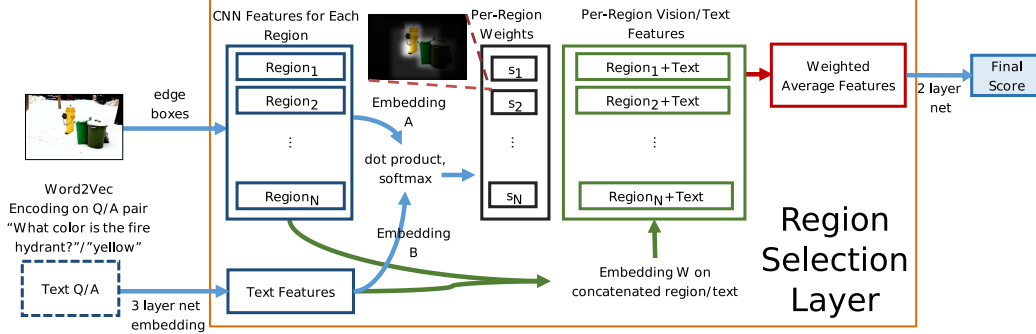 CNN Features for Each
Region
Region1
Region2
⋮
RegionN
edge
boxes
Word2Vec
Encoding on Q/A pair
“What color is the fire
hydrant?”/”yellow”
Text Q/A
3 layer net
embedding
Text Features
Embedding
A
dot product,
softmax
Embedding
B
Per-Region
Weights
s1
s2
⋮
sN
Per-Region Vision/Text
Features
Region1+Text
Region2+Text
⋮
RegionN+Text
Embedding W on
concatenated region/text
Weighted
Average Features
2 layer
net
Final
Score
Region
Selection
Layer